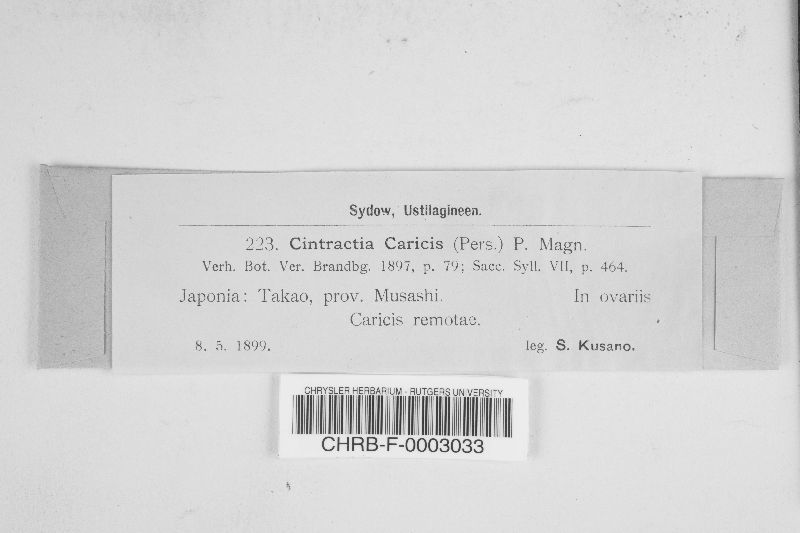 Sydow, Ustilagineen.
223. Cintractia Caricis (Pers.) P. Magn.
Verh. Bot. Ver. Brandbg. 1897, p. 79; Sacc. Syll. VII, p. 464.
Japonia: Takao, prov. Musashi. In ovariis
Caricis remotae.
8. 5. 1899. leg. S. Kusano.
CHRYSLER HERBARIUM - RUTGERS UNIVERSITY
CHRB-F-0003033